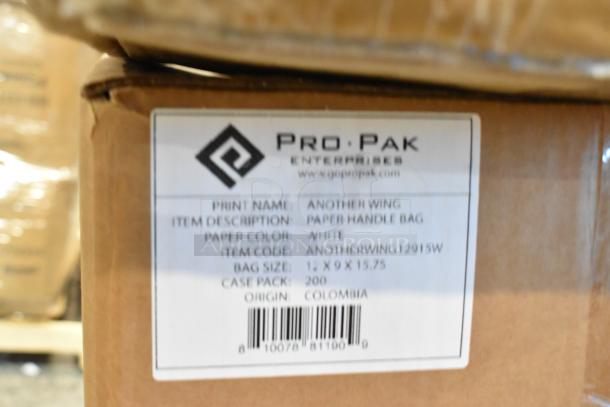 PRO · PAK
ENTERPRISES
www.gopropak.com
PRINT NAME: ANOTHER WING
ITEM DESCRIPTION: PAPER HANDLE BAG
PAPER COLOR: WHITE
ITEM CODE: ANOTHERWING12915W
BAG SIZE: 12 X 9 X 15.75
CASE PACK: 200
ORIGIN: COLOMBIA
8 10078 81190 9